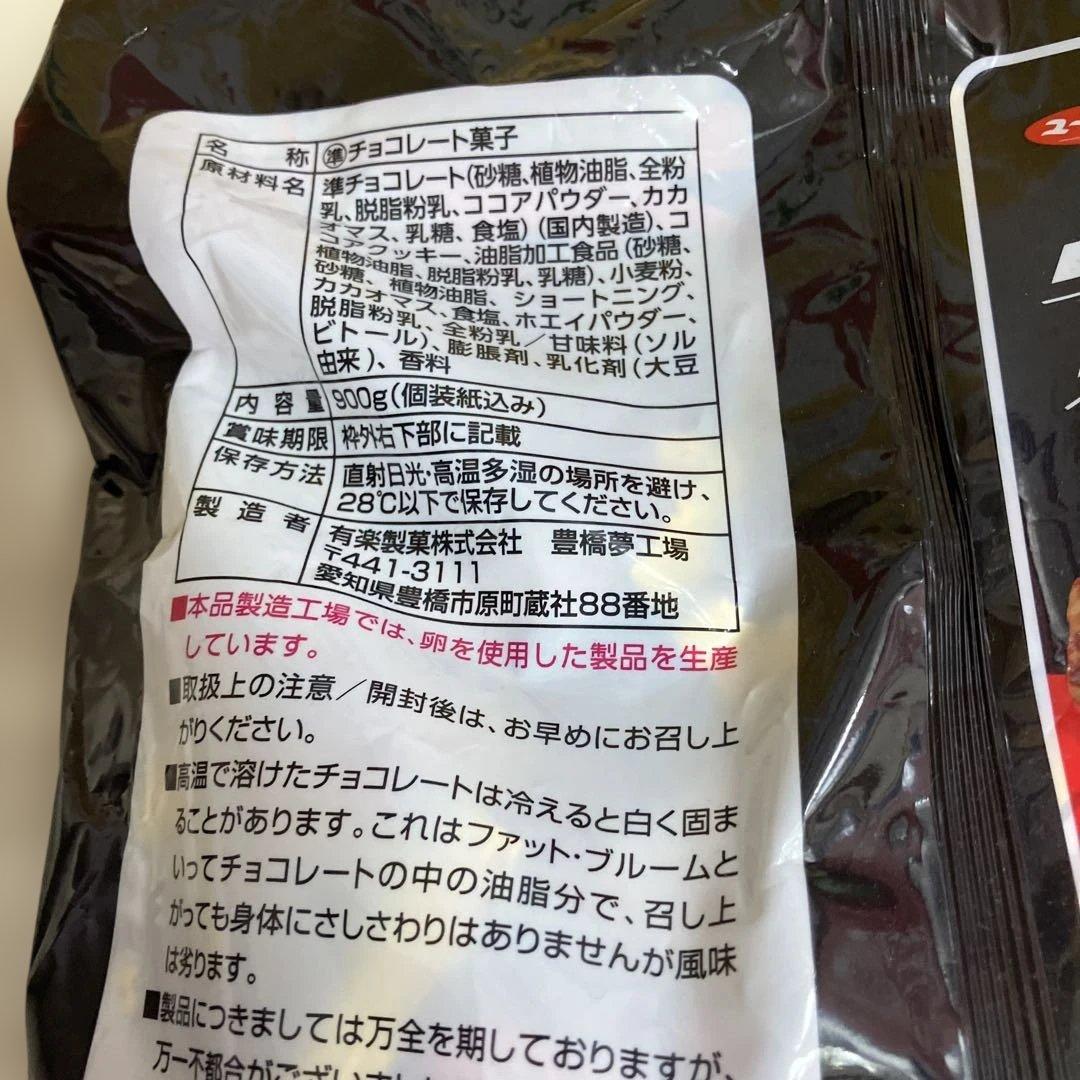 名称 ㊜チョコレート菓子
原材料名 準チョコレート(砂糖、植物油脂、全粉
乳、脱脂粉乳、ココアパウダー、カカ
オマス、乳糖、食塩)(国内製造)、コ
コアクッキー、油脂加工食品(砂糖、
植物油脂、脱脂粉乳、乳糖)、小麦粉、
砂糖、植物油脂、ショートニング、
カカオマス、食塩、ホエイパウダー、
脱脂粉乳、全粉乳/甘味料(ソル
ビトール)、膨脹剤、乳化剤(大豆
由来)、香料
内容量 900g(個装紙込み)
賞味期限 枠外右下部に記載
保存方法 直射日光・高温多湿の場所を避け、
28℃以下で保存してください。
製造者 有楽製菓株式会社 豊橋夢工場
〒441-3111
愛知県豊橋市原町蔵社88番地
■本品製造工場では、卵を使用した製品を生産
しています。
■取扱上の注意/開封後は、お早めにお召し上
がりください。
■高温で溶けたチョコレートは冷えると白く固ま
ることがあります。これはファット・ブルームと
いってチョコレートの中の油脂分で、召し上
がっても身体にさしさわりはありませんが風味
は劣ります。
■製品につきましては万全を期しておりますが、
万一不都合がございまし